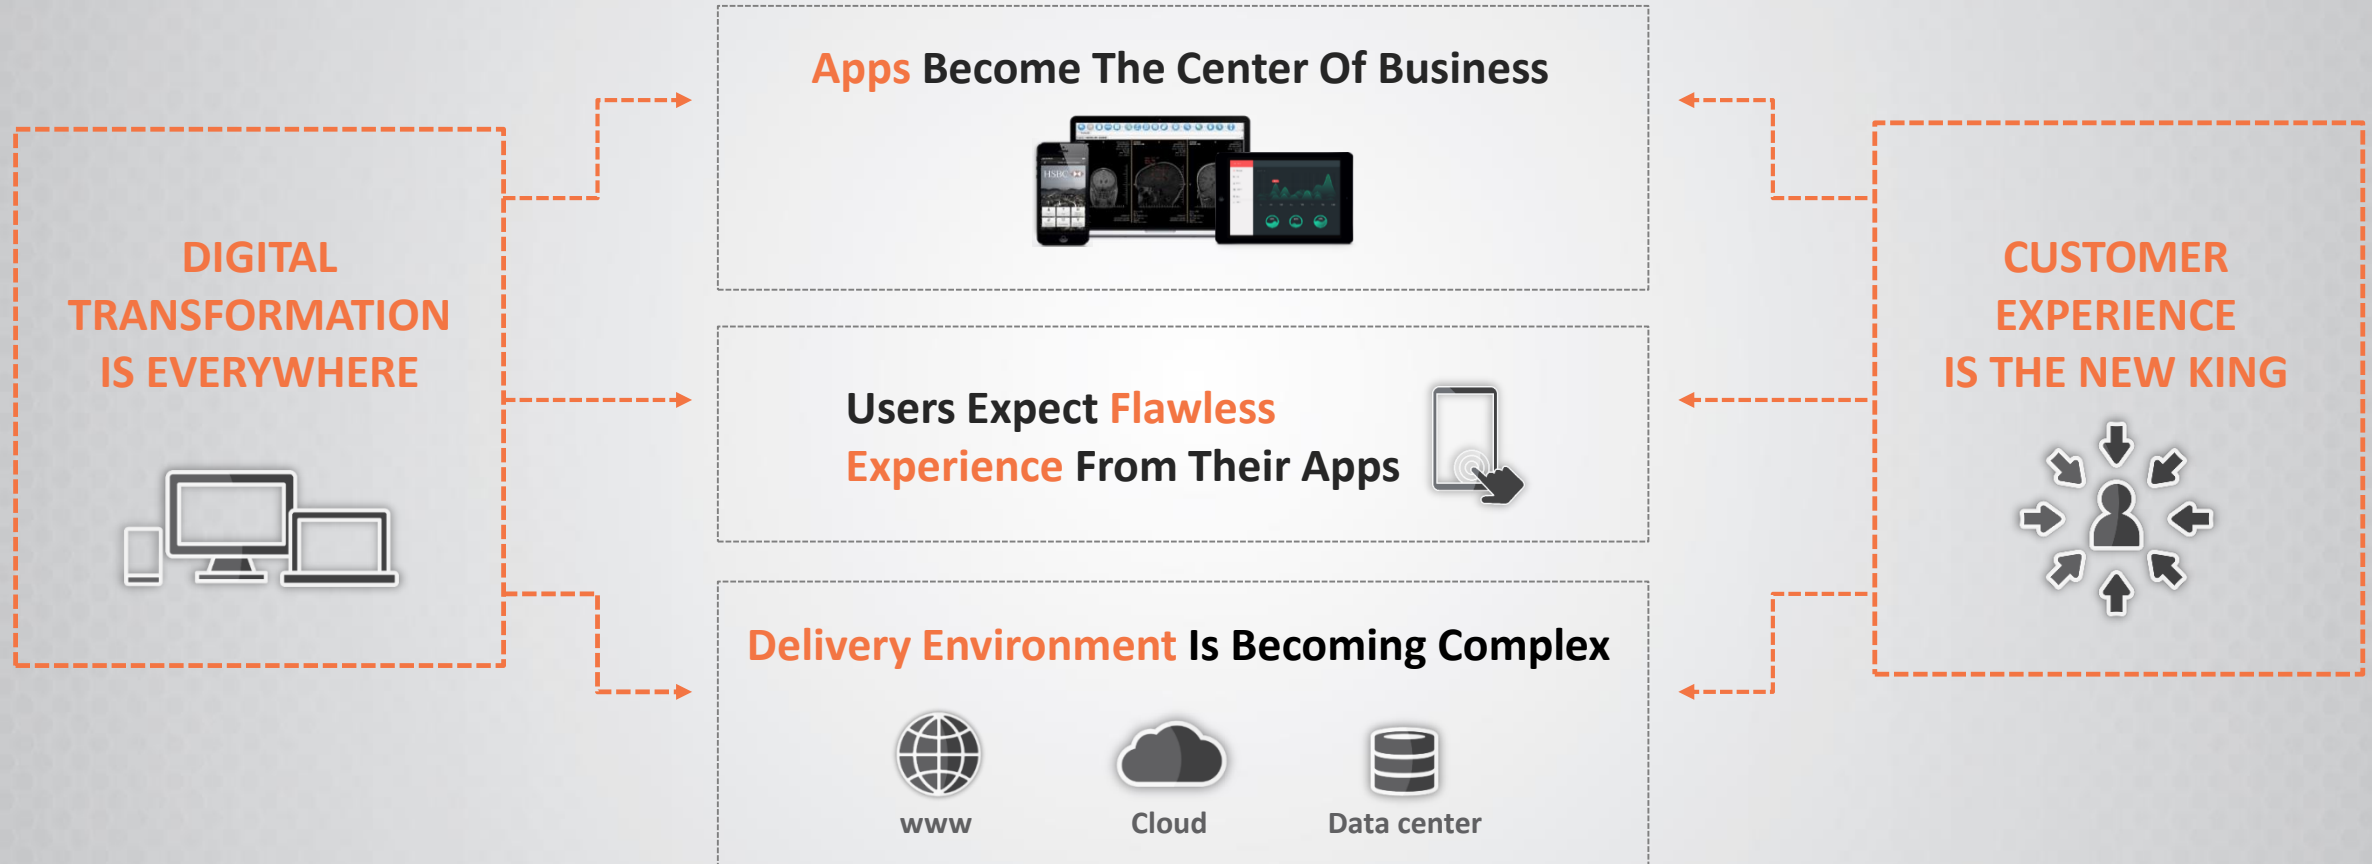 Apps Become The Center Of Business
HSBC
DIGITAL
TRANSFORMATION
IS EVERYWHERE
Users Expect Flawless
Experience From Their Apps
CUSTOMER
EXPERIENCE
IS THE NEW KING
Delivery Environment Is Becoming Complex
www
Cloud
Data center